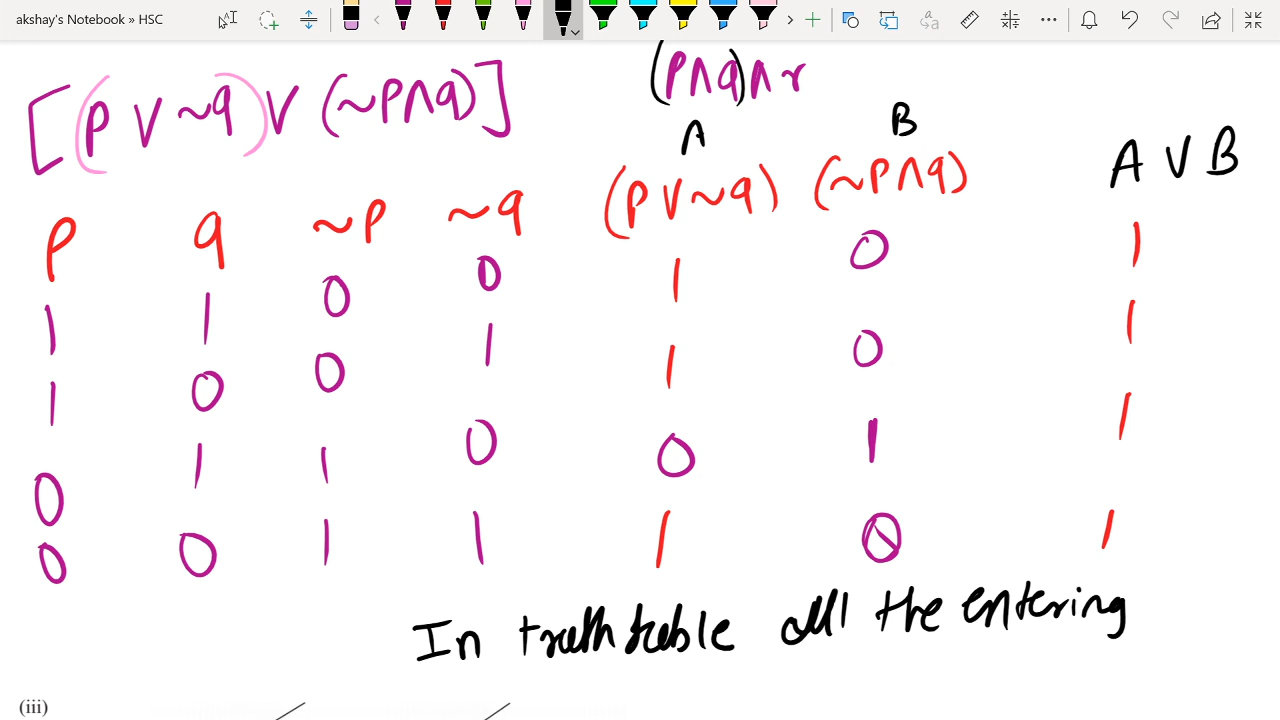 akshay's Notebook » HSC
(P∧q)∧r
[(p ∨ ~q) ∨ (~P∧q)]
A B
A ∨ B
p q ~P ~q (P∨~q) (~P∧q)
1 1 0 0 1 0 1
1 0 0 1 1 0 1
0 1 1 0 0 1 1
0 0 1 1 1 0 1
In truth table all the entering
(iii)